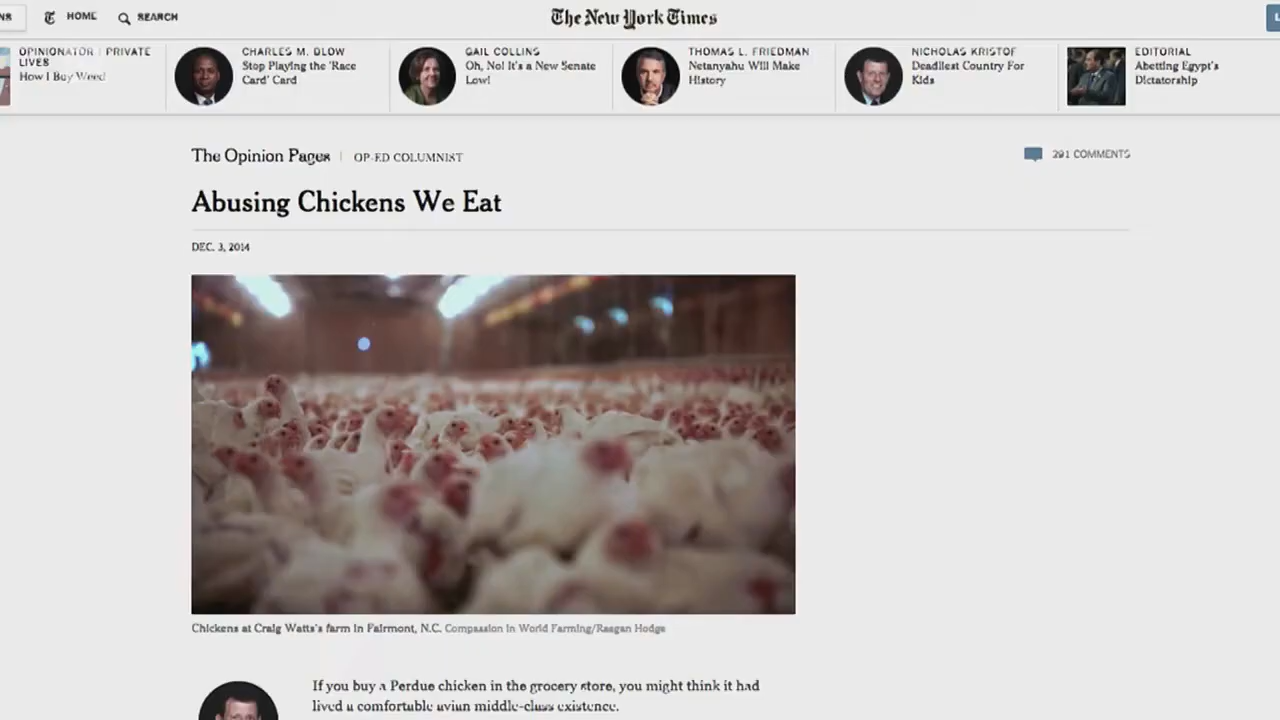 NS
HOME
SEARCH
The New York Times
OPINIONATOR | PRIVATE
LIVES
How I Buy Weed
CHARLES M. BLOW
Stop Playing the 'Race
Card' Card
GAIL COLLINS
Oh, No! It's a New Senate
Low!
THOMAS L. FRIEDMAN
Netanyahu Will Make
History
NICHOLAS KRISTOF
Deadliest Country For
Kids
EDITORIAL
Abetting Egypt's
Dictatorship
The Opinion Pages | OP-ED COLUMNIST
291 COMMENTS
Abusing Chickens We Eat
DEC. 3, 2014
Chickens at Craig Watts's farm in Fairmont, N.C. Compassion in World Farming/Raegan Hodge
If you buy a Perdue chicken in the grocery store, you might think it had
lived a comfortable avian middle-class existence.